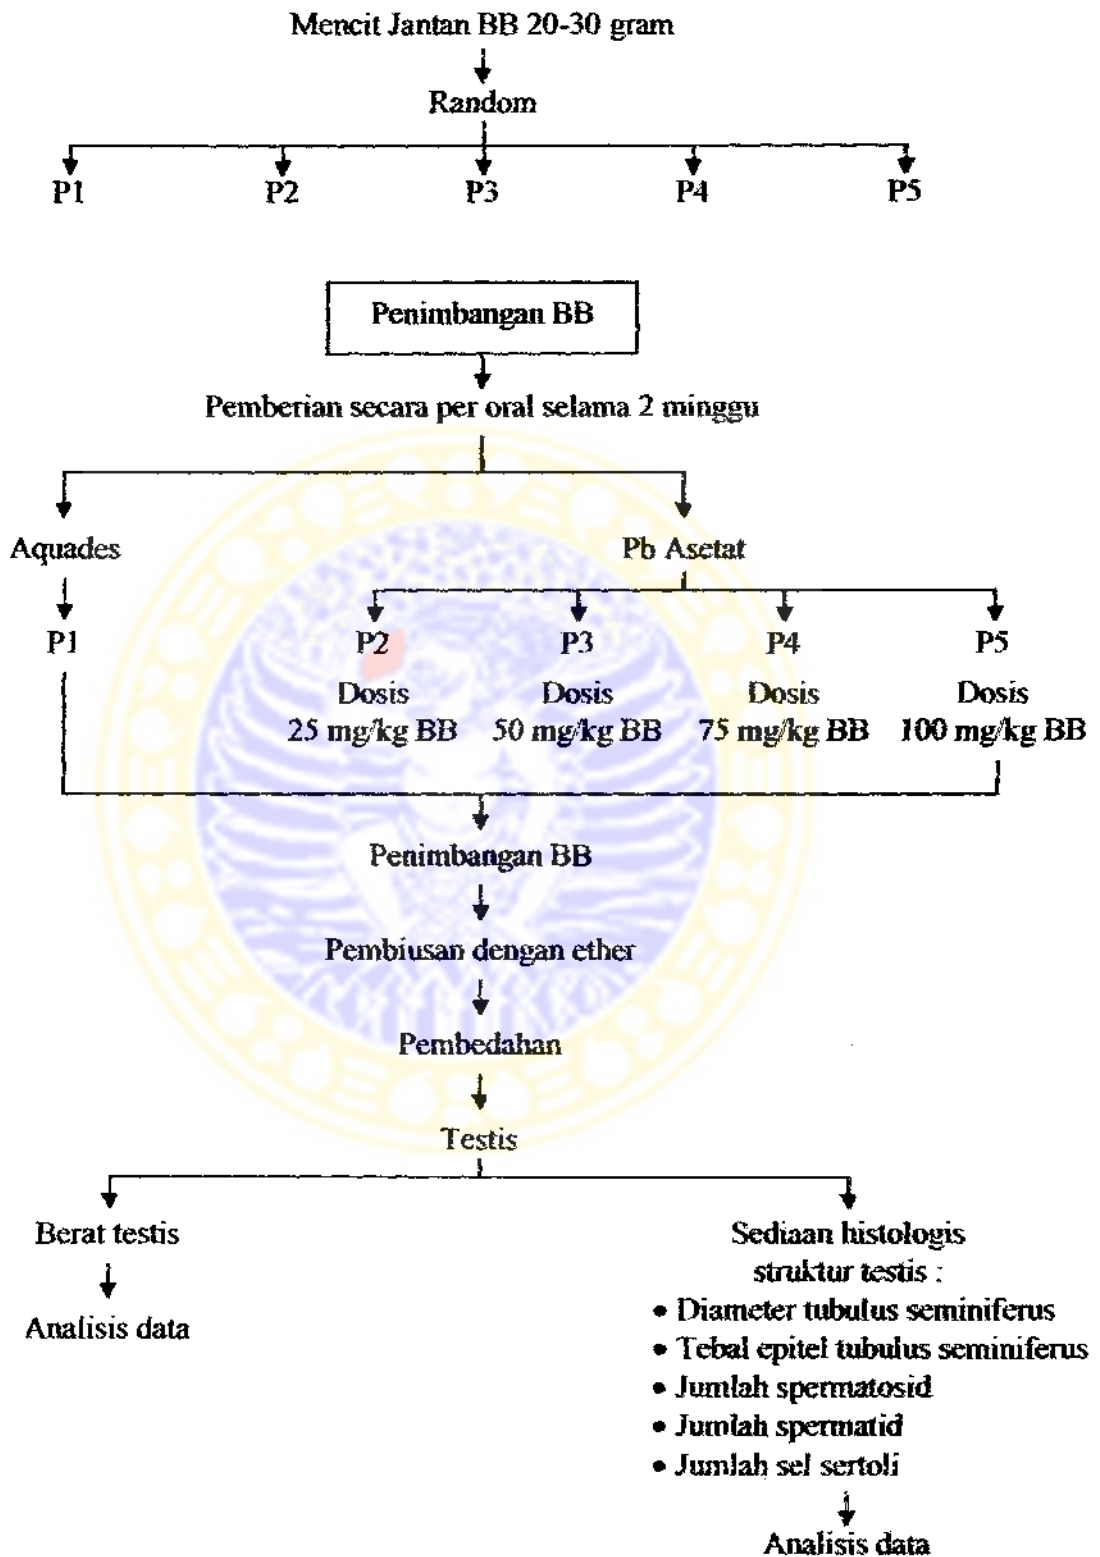 Mencit Jantan BB 20-30 gram
Random
P1 P2 P3 P4 P5
Penimbangan BB
Pemberian secara per oral selama 2 minggu
Aquades Pb Asetat
P1 P2 P3 P4 P5
Dosis Dosis Dosis Dosis
25 mg/kg BB 50 mg/kg BB 75 mg/kg BB 100 mg/kg BB
Penimbangan BB
Pembiusan dengan ether
Pembedahan
Testis
Berat testis
Analisis data
Sediaan histologis
struktur testis :
• Diameter tubulus seminiferus
• Tebal epitel tubulus seminiferus
• Jumlah spermatosid
• Jumlah spermatid
• Jumlah sel sertoli
Analisis data